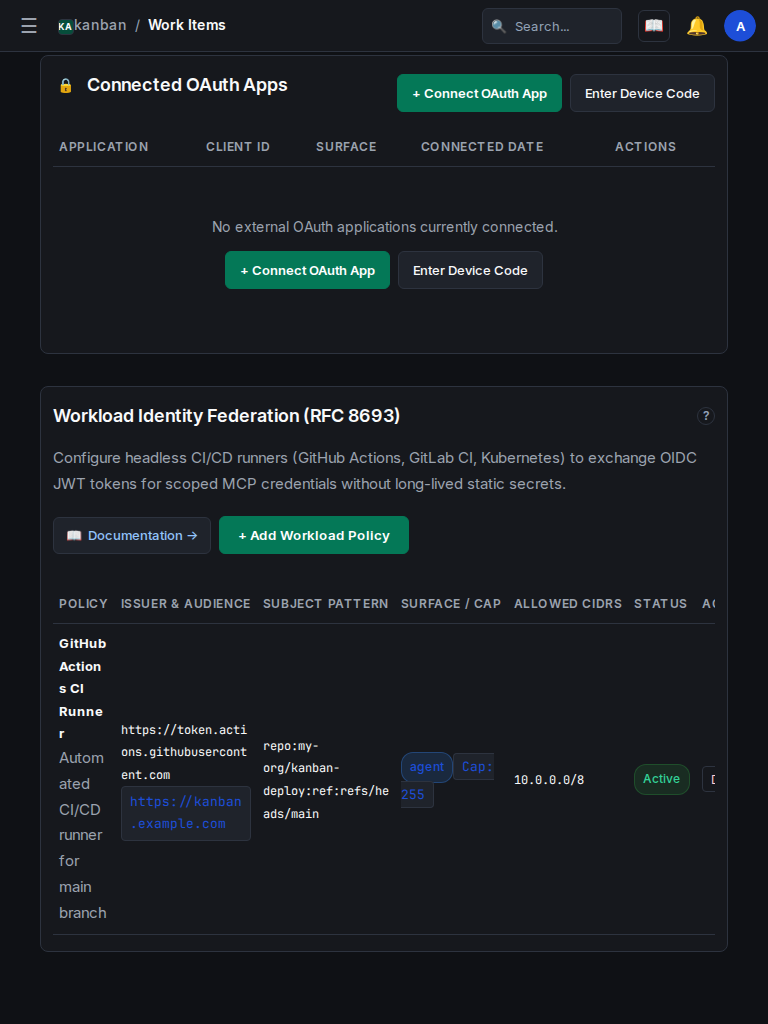 ☰ KA kanban / Work Items 🔍 Search... 📖 🔔 A
🔒 Connected OAuth Apps + Connect OAuth App Enter Device Code
APPLICATION CLIENT ID SURFACE CONNECTED DATE ACTIONS
No external OAuth applications currently connected.
+ Connect OAuth App Enter Device Code
Workload Identity Federation (RFC 8693) ?
Configure headless CI/CD runners (GitHub Actions, GitLab CI, Kubernetes) to exchange OIDC
JWT tokens for scoped MCP credentials without long-lived static secrets.
📖 Documentation → + Add Workload Policy
POLICY ISSUER & AUDIENCE SUBJECT PATTERN SURFACE / CAP ALLOWED CIDRS STATUS
GitHub
Action
s CI
Runne
r
Autom
ated
CI/CD
runner
for
main
branch
https://token.acti
ons.githubusercont
ent.com
https://kanban
.example.com
repo:my-
org/kanban-
deploy:ref:refs/he
ads/main
agent Cap:
255
10.0.0.0/8
Active